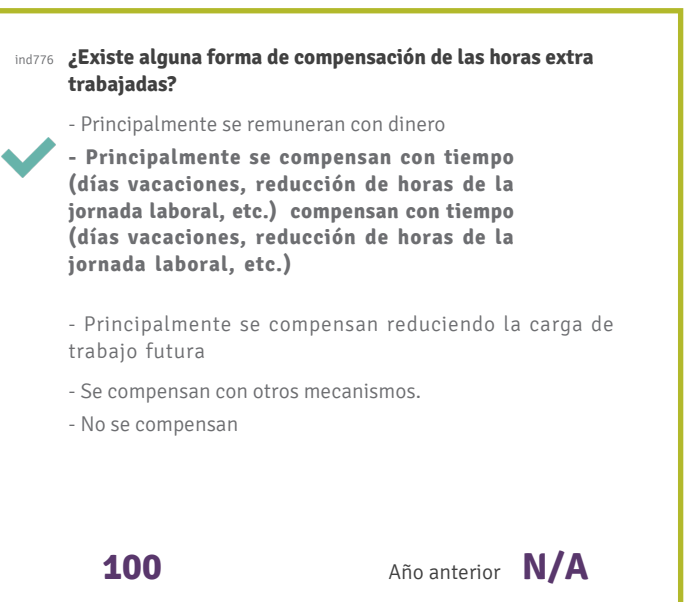 ind776 ¿Existe alguna forma de compensación de las horas extra
trabajadas?
- Principalmente se remuneran con dinero
- Principalmente se compensan con tiempo
(días vacaciones, reducción de horas de la
jornada laboral, etc.) compensan con tiempo
(días vacaciones, reducción de horas de la
jornada laboral, etc.)
- Principalmente se compensan reduciendo la carga de
trabajo futura
- Se compensan con otros mecanismos.
- No se compensan
100 Año anterior N/A